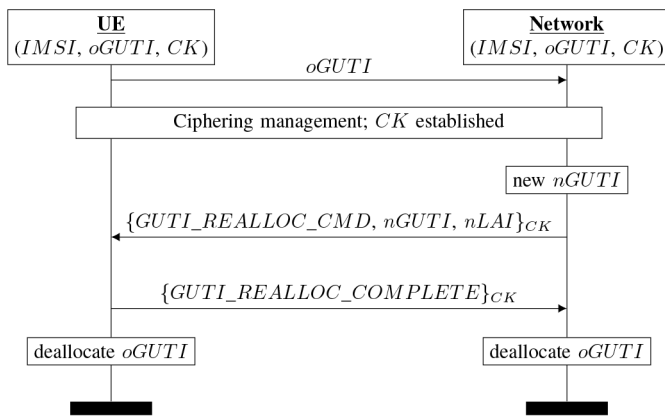 UE
(IMSI, oGUTI, CK)
Network
(IMSI, oGUTI, CK)
oGUTI
Ciphering management; CK established
new nGUTI
{GUTI_REALLOC_CMD, nGUTI, nLAI}CK
{GUTI_REALLOC_COMPLETE}CK
deallocate oGUTI
deallocate oGUTI